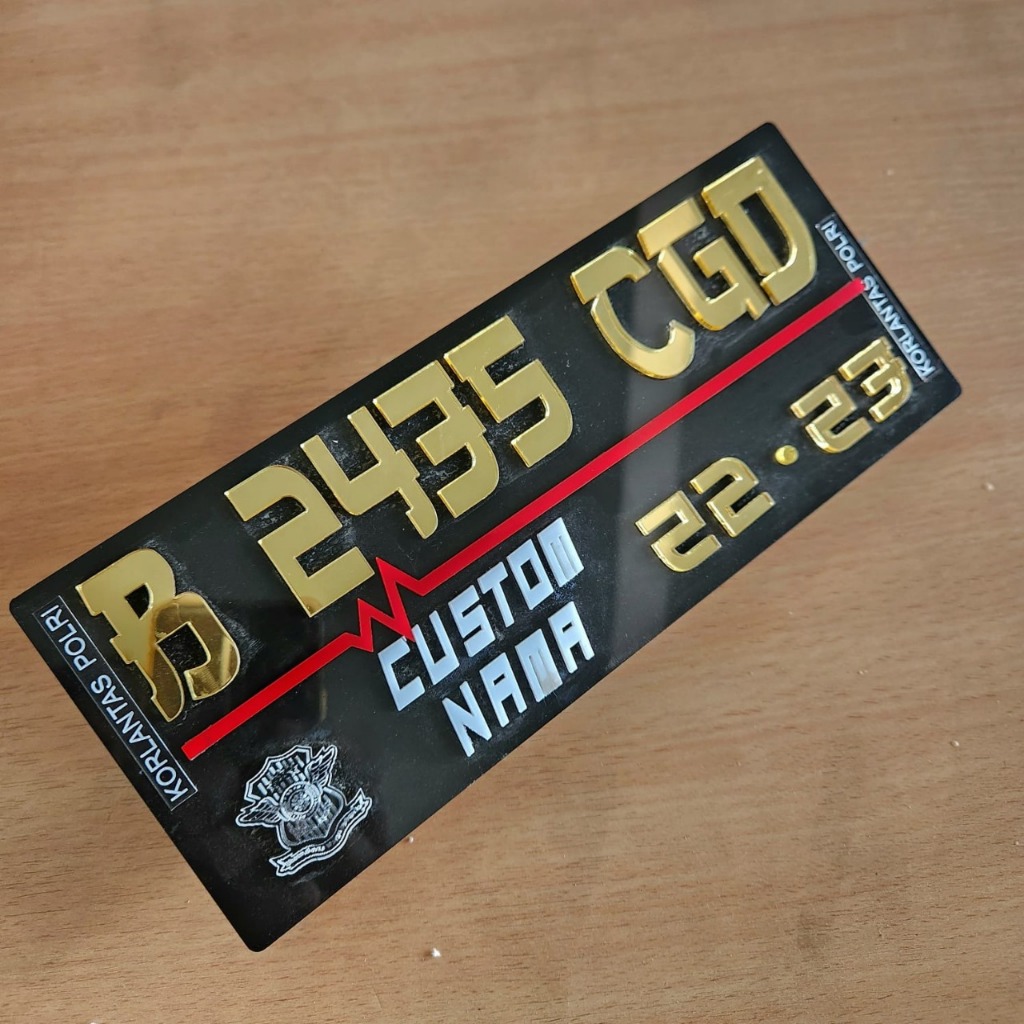 B 2435 CGD
22.23
CUSTOM
NAMA
KORLANTAS POLRI
KORLANTAS POLRI